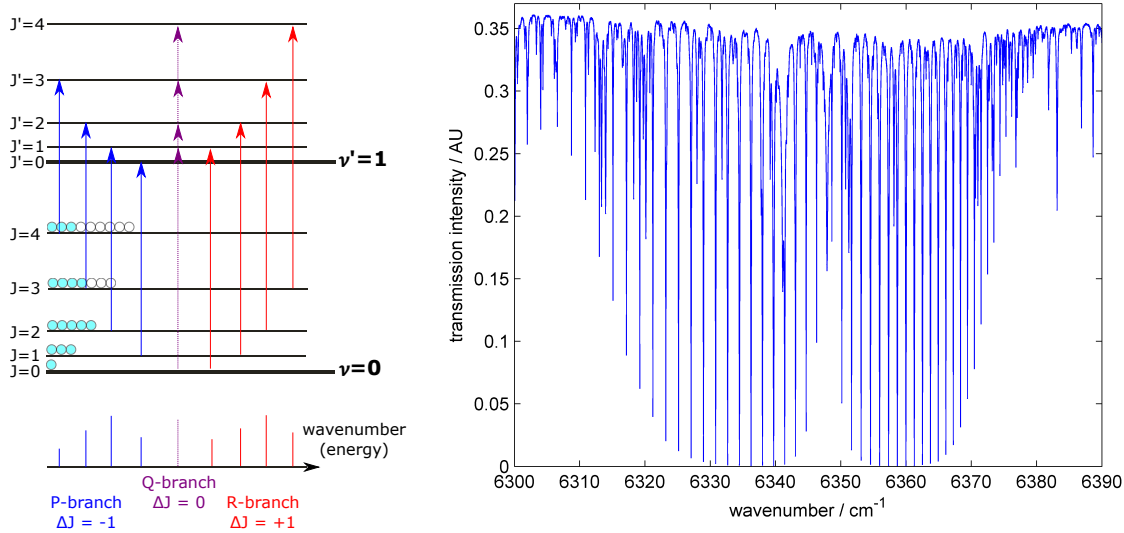 J'=4
J'=3
J'=2
J'=1
J'=0
ν'=1
J=4
J=3
J=2
J=1
J=0
ν=0
wavenumber
(energy)
Q-branch
ΔJ = 0
P-branch
ΔJ = -1
R-branch
ΔJ = +1
transmission intensity / AU
0.35
0.3
0.25
0.2
0.15
0.1
0.05
0
6300 6310 6320 6330 6340 6350 6360 6370 6380 6390
wavenumber / cm⁻¹